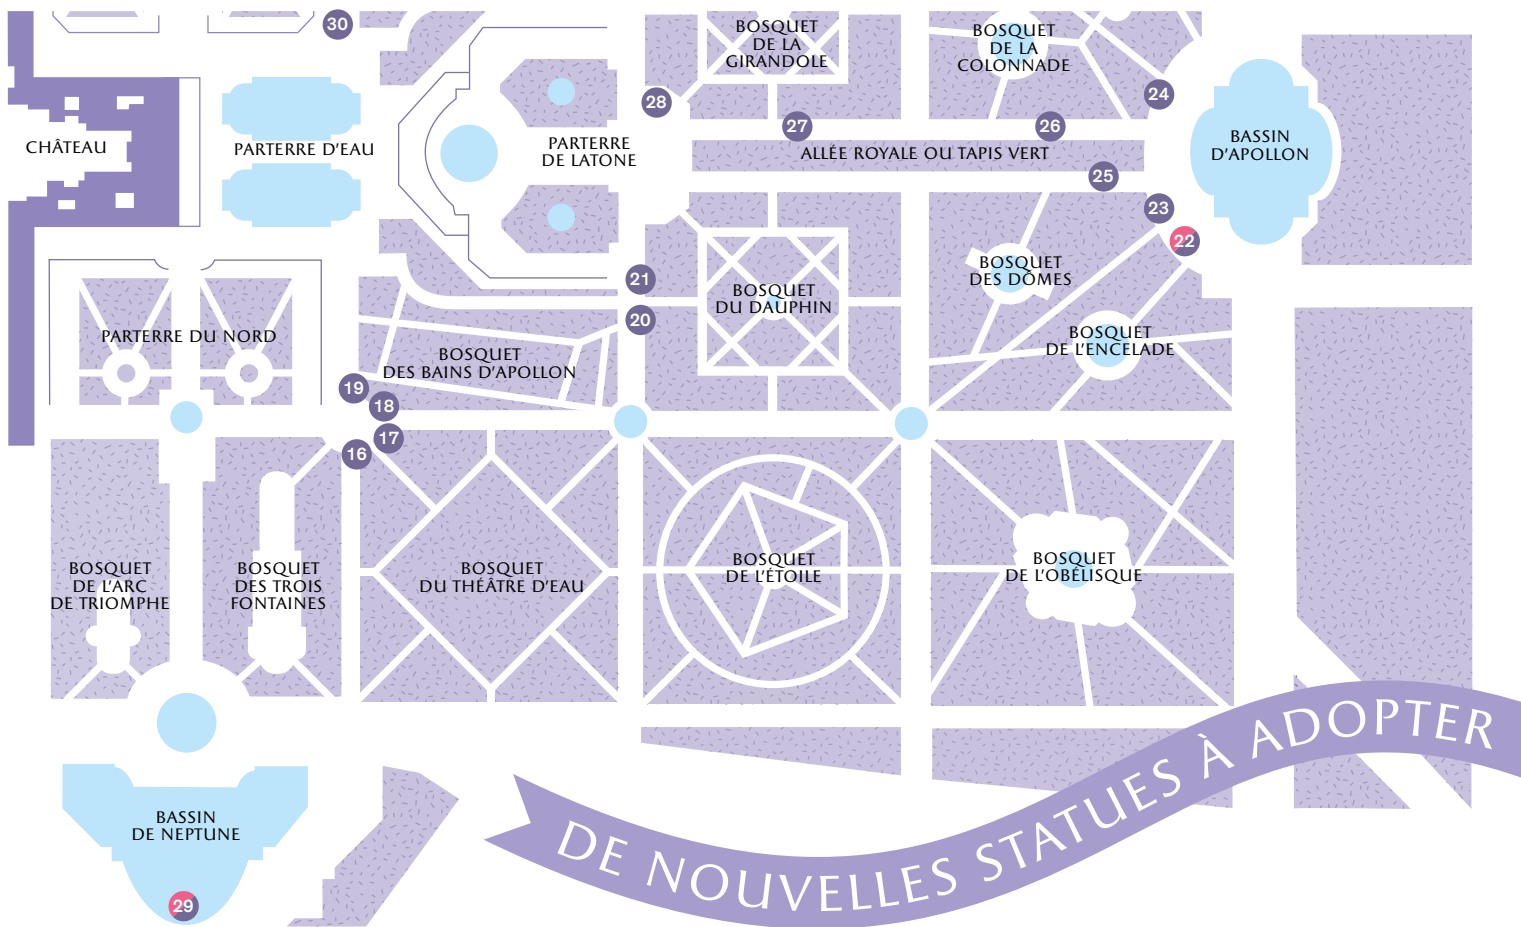 30
BOSQUET
DE LA
GIRANDOLE
BOSQUET
DE LA
COLONNADE
28
27
26
24
CHÂTEAU
PARTERRE D'EAU
PARTERRE
DE LATONE
ALLÉE ROYALE OU TAPIS VERT
BASSIN
D'APOLLON
25
23
22
21
20
BOSQUET
DU DAUPHIN
BOSQUET
DES DÔMES
BOSQUET
DE L'ENCELADE
PARTERRE DU NORD
BOSQUET
DES BAINS D'APOLLON
19
18
17
16
BOSQUET
DE L'ARC
DE TRIOMPHE
BOSQUET
DES TROIS
FONTAINES
BOSQUET
DU THÉÂTRE D'EAU
BOSQUET
DE L'ÉTOILE
BOSQUET
DE L'OBÉLISQUE
BASSIN
DE NEPTUNE
29
DE NOUVELLES STATUES À ADOPTER